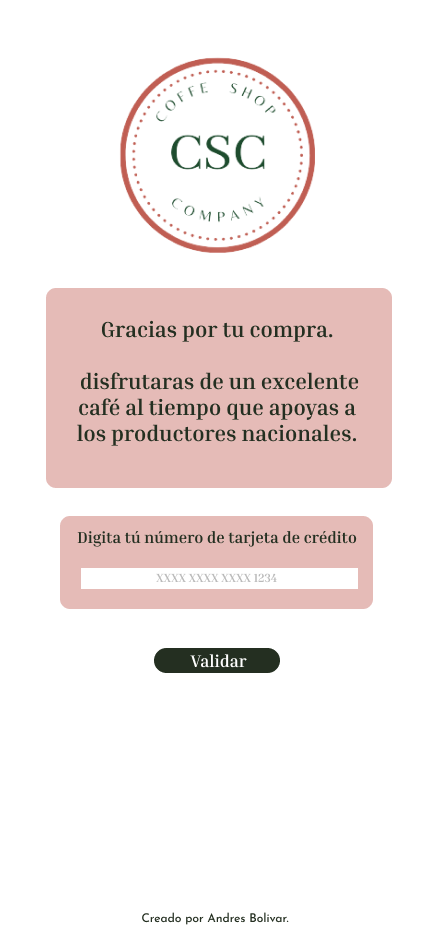 COFFE SHOP
CSC
COMPANY
Gracias por tu compra.
disfrutaras de un excelente
café al tiempo que apoyas a
los productores nacionales.
Digita tú número de tarjeta de crédito
XXXX XXXX XXXX 1234
Validar
Creado por Andres Bolivar.